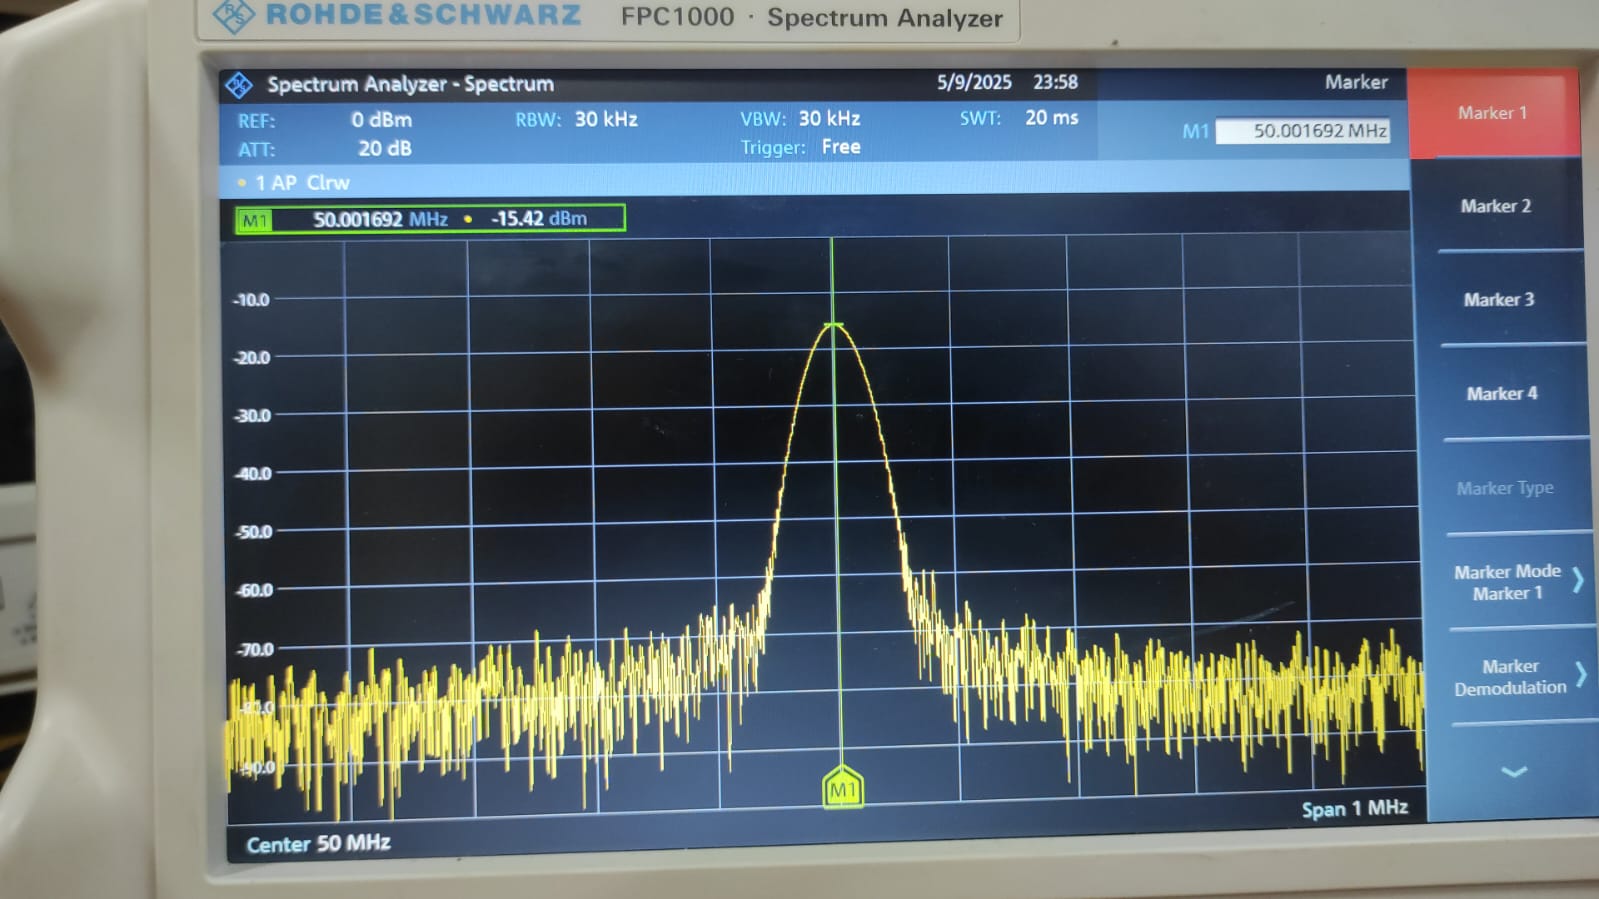 ROHDE & SCHWARZ FPC1000 · Spectrum Analyzer
Spectrum Analyzer - Spectrum 5/9/2025 23:58 Marker
REF: 0 dBm RBW: 30 kHz VBW: 30 kHz SWT: 20 ms
ATT: 20 dB Trigger: Free
M1 50.001692 MHz
• 1 AP Clrw
M1 50.001692 MHz • -15.42 dBm
-10.0
-20.0
-30.0
-40.0
-50.0
-60.0
-70.0
-90.0
M1
Center 50 MHz Span 1 MHz
Marker 1
Marker 2
Marker 3
Marker 4
Marker Type
Marker Mode
Marker 1
Marker
Demodulation